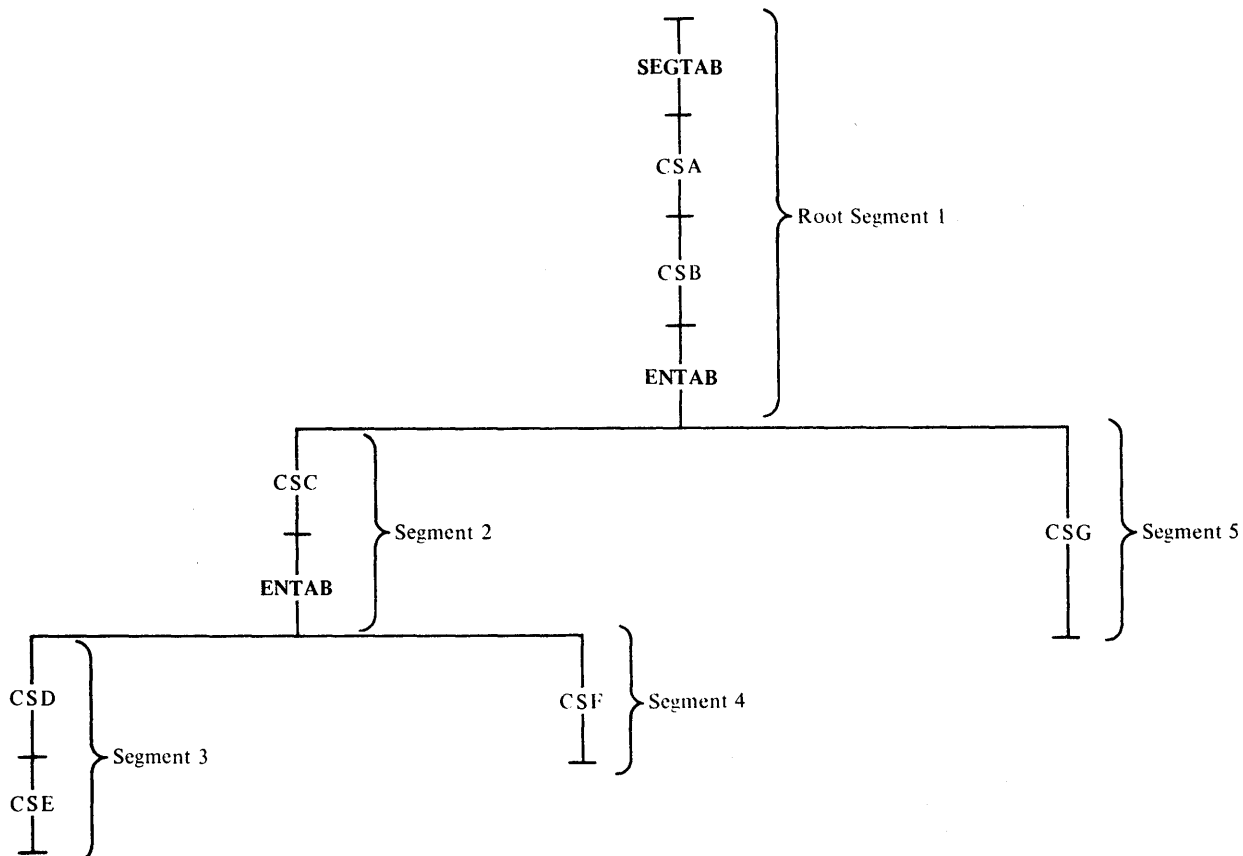 SEGTAB
CSA
Root Segment 1
CSB
ENTAB
CSC
Segment 2
ENTAB
CSG
Segment 5
CSD
Segment 3
CSE
CSF
Segment 4